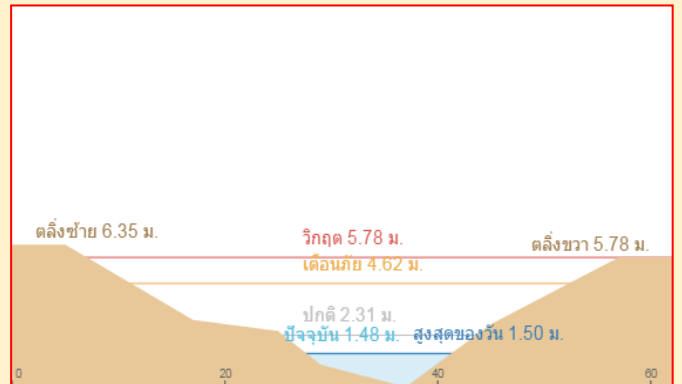 ตลิ่งซ้าย 6.35 ม.
วิกฤต 5.78 ม.
ตลิ่งขวา 5.78 ม.
เตือนภัย 4.62 ม.
ปกติ 2.31 ม.
ปัจจุบัน 1.48 ม. สูงสุดของวัน 1.50 ม.
0 20 40 60